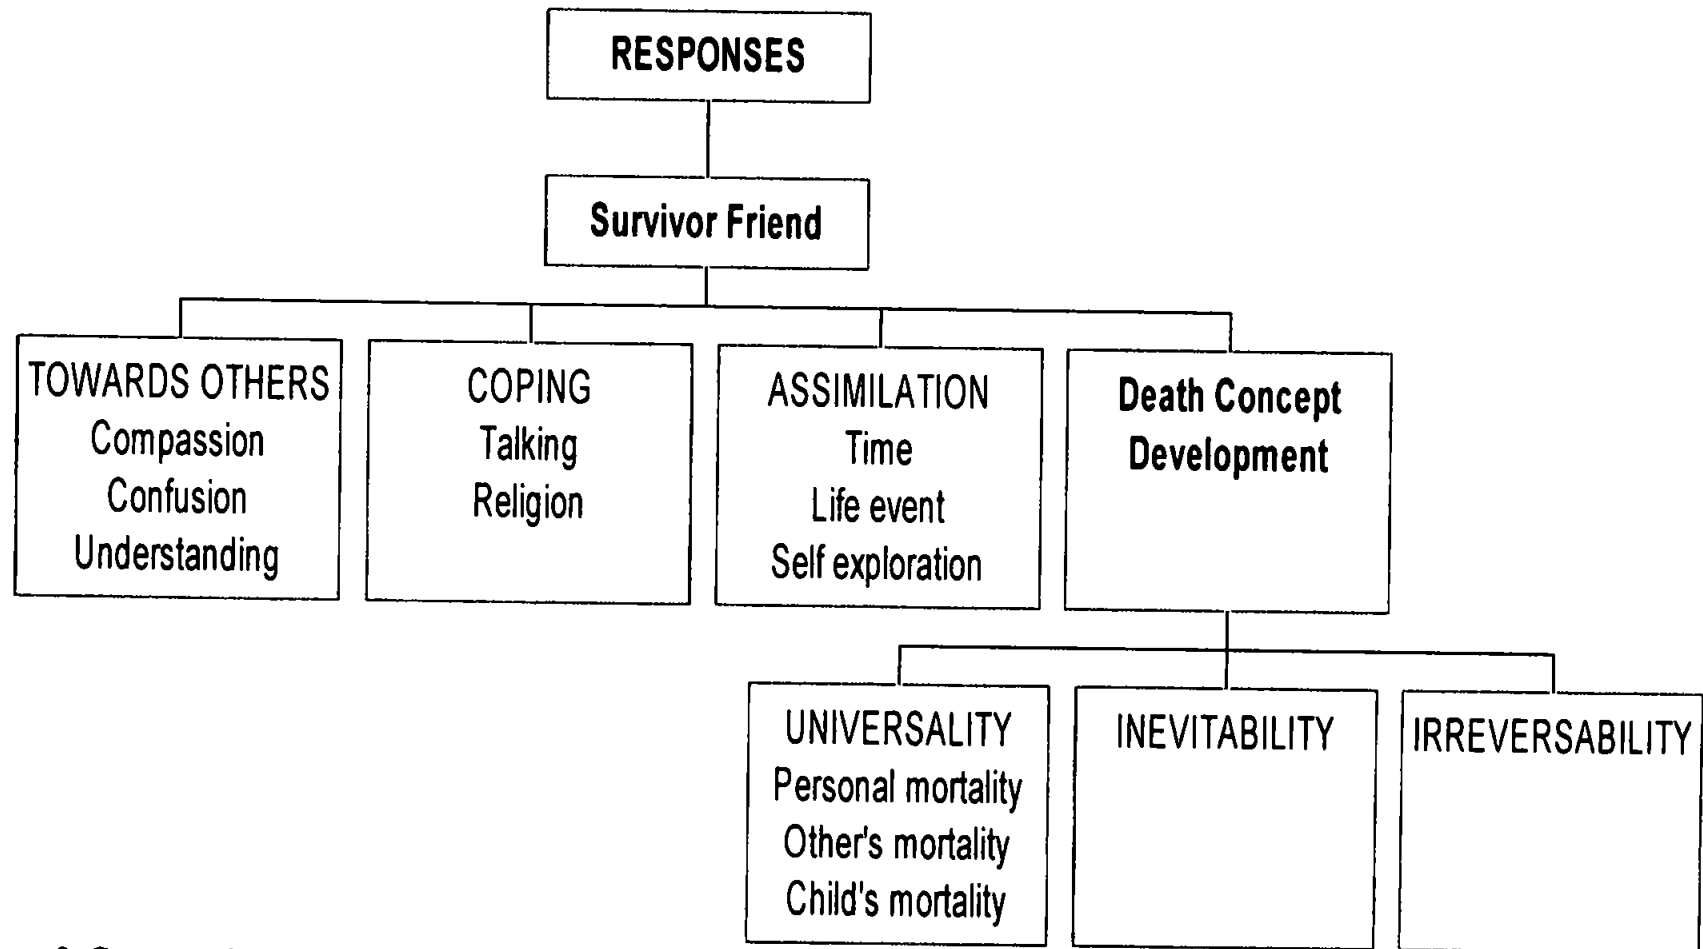 RESPONSES
Survivor Friend
TOWARDS OTHERS
Compassion
Confusion
Understanding
COPING
Talking
Religion
ASSIMILATION
Time
Life event
Self exploration
Death Concept
Development
UNIVERSALITY
Personal mortality
Other's mortality
Child's mortality
INEVITABILITY
IRREVERSABILITY